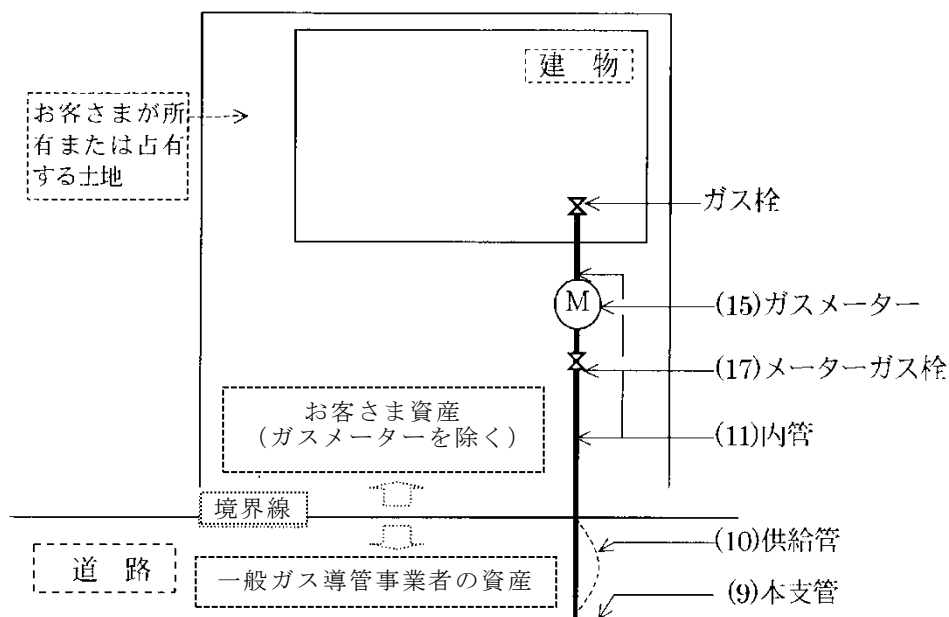 建　物
お客さまが所
有または占有
する土地
ガス栓
M
(15)ガスメーター
(17)メーターガス栓
お客さま資産
(ガスメーターを除く)
(11)内管
境界線
(10)供給管
道　路
一般ガス導管事業者の資産
(9)本支管